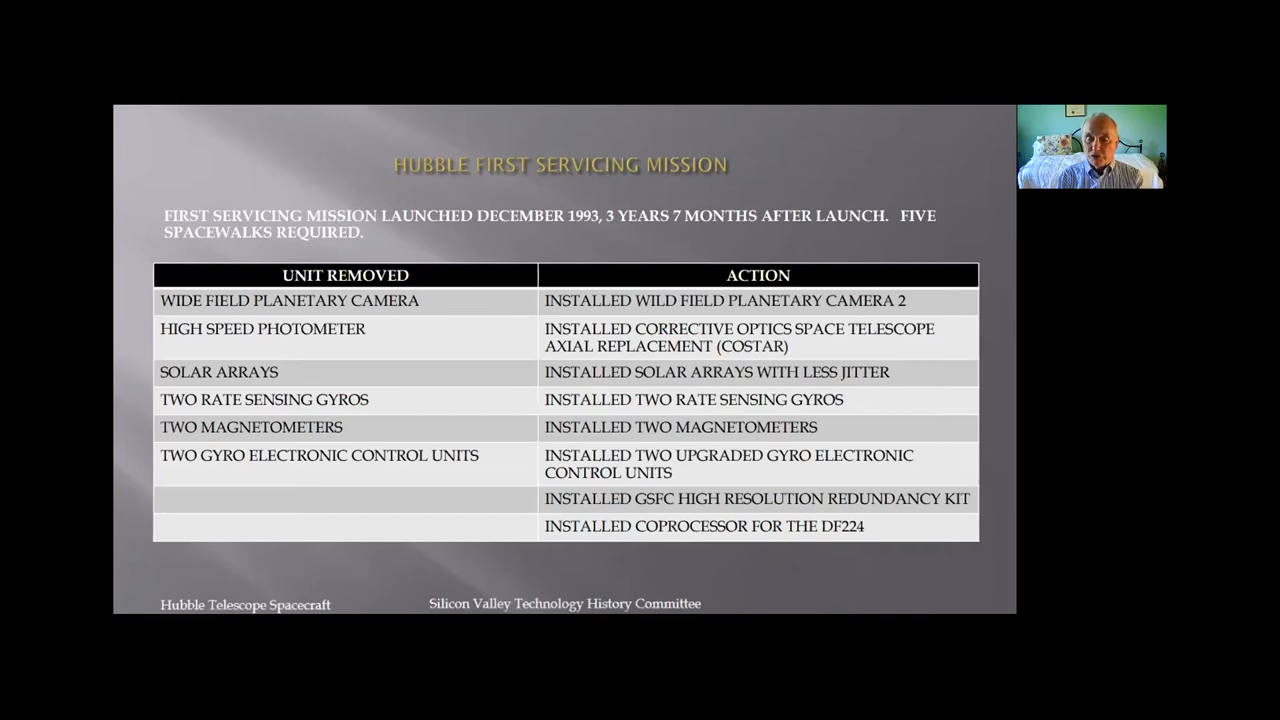 HUBBLE FIRST SERVICING MISSION
FIRST SERVICING MISSION LAUNCHED DECEMBER 1993, 3 YEARS 7 MONTHS AFTER LAUNCH. FIVE
SPACEWALKS REQUIRED.
UNIT REMOVED
ACTION
WIDE FIELD PLANETARY CAMERA
INSTALLED WILD FIELD PLANETARY CAMERA 2
HIGH SPEED PHOTOMETER
INSTALLED CORRECTIVE OPTICS SPACE TELESCOPE
AXIAL REPLACEMENT (COSTAR)
SOLAR ARRAYS
INSTALLED SOLAR ARRAYS WITH LESS JITTER
TWO RATE SENSING GYROS
INSTALLED TWO RATE SENSING GYROS
TWO MAGNETOMETERS
INSTALLED TWO MAGNETOMETERS
TWO GYRO ELECTRONIC CONTROL UNITS
INSTALLED TWO UPGRADED GYRO ELECTRONIC
CONTROL UNITS
INSTALLED GSFC HIGH RESOLUTION REDUNDANCY KIT
INSTALLED COPROCESSOR FOR THE DF224
Hubble Telescope Spacecraft
Silicon Valley Technology History Committee